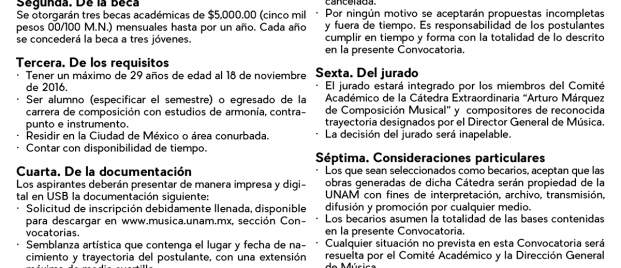 Segunda. De la beca
Se otorgarán tres becas académicas de $5,000.00 (cinco mil
pesos 00/100 M.N.) mensuales hasta por un año. Cada año
se concederá la beca a tres jóvenes.
Tercera. De los requisitos
· Tener un máximo de 29 años de edad al 18 de noviembre
de 2016.
· Ser alumno (especificar el semestre) o egresado de la
carrera de composición con estudios de armonía, contra-
punto e instrumento.
· Residir en la Ciudad de México o área conurbada.
· Contar con disponibilidad de tiempo.
Cuarta. De la documentación
Los aspirantes deberán presentar de manera impresa y digi-
tal en USB la documentación siguiente:
· Solicitud de inscripción debidamente llenada, disponible
para descargar en www.musica.unam.mx, sección Con-
vocatorias.
· Semblanza artística que contenga el lugar y fecha de na-
cimiento y trayectoria del postulante, con una extensión
máxima de media cuartilla.
cancelada.
· Por ningún motivo se aceptarán propuestas incompletas
y fuera de tiempo. Es responsabilidad de los postulantes
cumplir en tiempo y forma con la totalidad de lo descrito
en la presente Convocatoria.
Sexta. Del jurado
· El jurado estará integrado por los miembros del Comité
Académico de la Cátedra Extraordinaria "Arturo Márquez
de Composición Musical" y compositores de reconocida
trayectoria designados por el Director General de Música.
· La decisión del jurado será inapelable.
Séptima. Consideraciones particulares
· Los que sean seleccionados como becarios, aceptan que las
obras generadas de dicha Cátedra serán propiedad de la
UNAM con fines de interpretación, archivo, transmisión,
difusión y promoción por cualquier medio.
· Los becarios asumen la totalidad de las bases contenidas
en la presente Convocatoria.
· Cualquier situación no prevista en esta Convocatoria será
resuelta por el Comité Académico y la Dirección General
de Música.